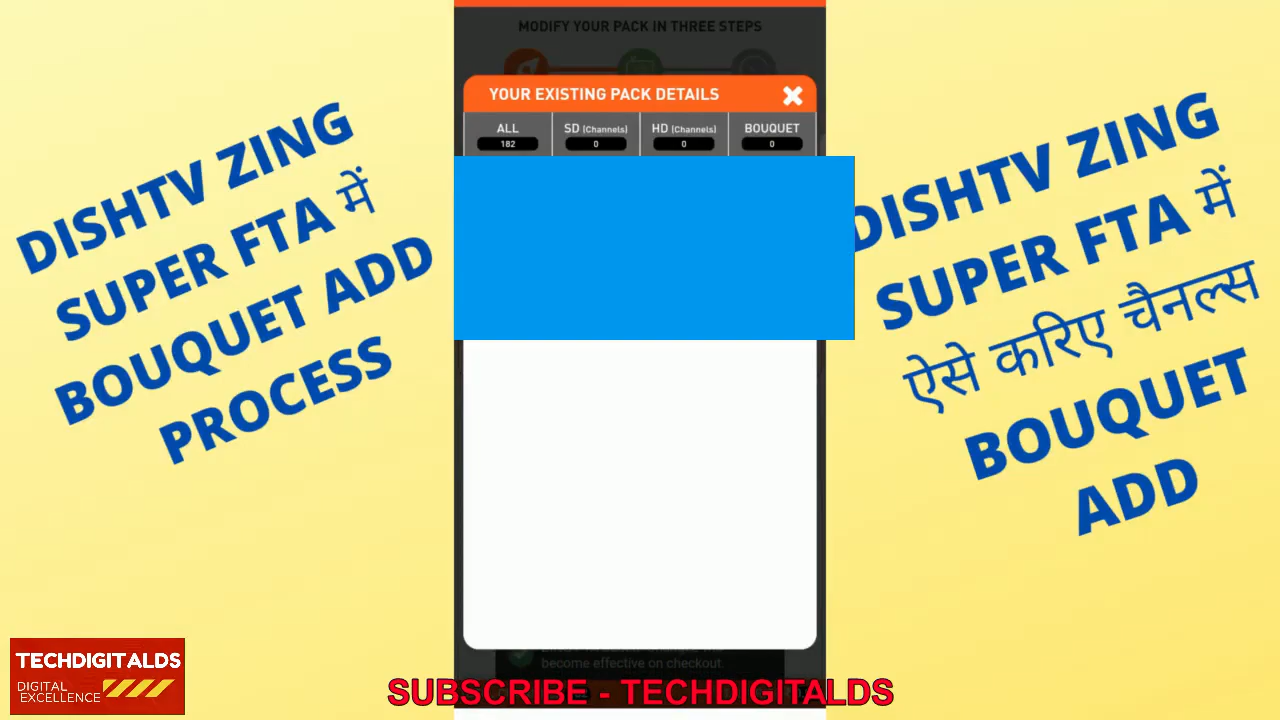 MODIFY YOUR PACK IN THREE STEPS
YOUR EXISTING PACK DETAILS
ALL
182
SD (Channels)
0
HD (Channels)
0
BOUQUET
0
DISHTV ZING
SUPER FTA में
BOUQUET ADD
PROCESS
DISHTV ZING
SUPER FTA में
ऐसे करिए चैनल्स
BOUQUET
ADD
become effective on checkout
TECHDIGITALDS
DIGITAL
EXCELLENCE
SUBSCRIBE - TECHDIGITALDS